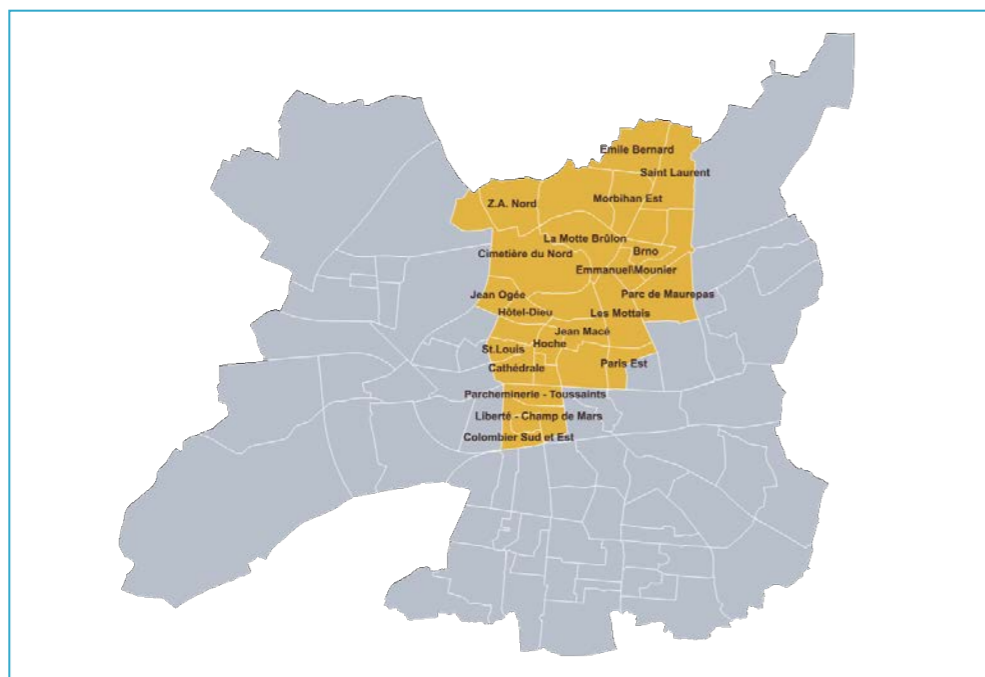 Emile Bernard
Saint Laurent
Morbihan Est
Z.A. Nord
La Motte Brûlon
Cimetière du Nord
Brno
Emmanuel\Mounier
Jean Ogée
Parc de Maurepas
Hôtel-Dieu
Les Mottais
Jean Macé
Hoche
St.Louis
Paris Est
Cathédrale
Parcheminerie - Toussaints
Liberté - Champ de Mars
Colombier Sud et Est